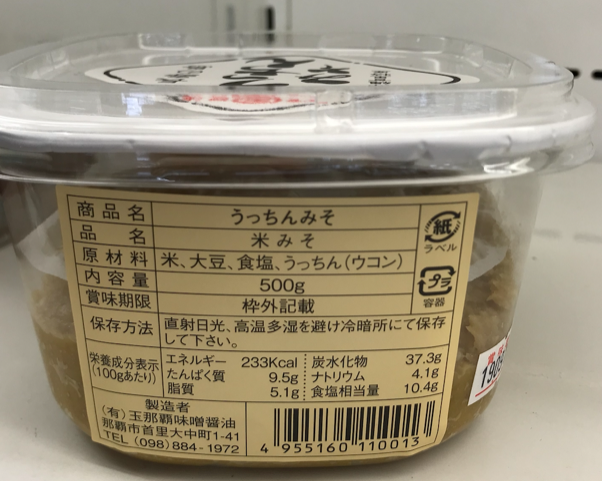 商品名 うっちんみそ
品名 米みそ
原材料 米、大豆、食塩、うっちん(ウコン)
内容量 500g
賞味期限 枠外記載
保存方法 直射日光、高温多湿を避け冷暗所にて保存
して下さい。
栄養成分表示
(100gあたり)
エネルギー 233Kcal
たんぱく質 9.5g
脂質 5.1g
炭水化物 37.3g
ナトリウム 4.1g
食塩相当量 10.4g
製造者
(有)玉那覇味噌醤油
那覇市首里大中町1-41
TEL (098)884-1972
4 955160 110013
紙
ラベル
プラ
容器